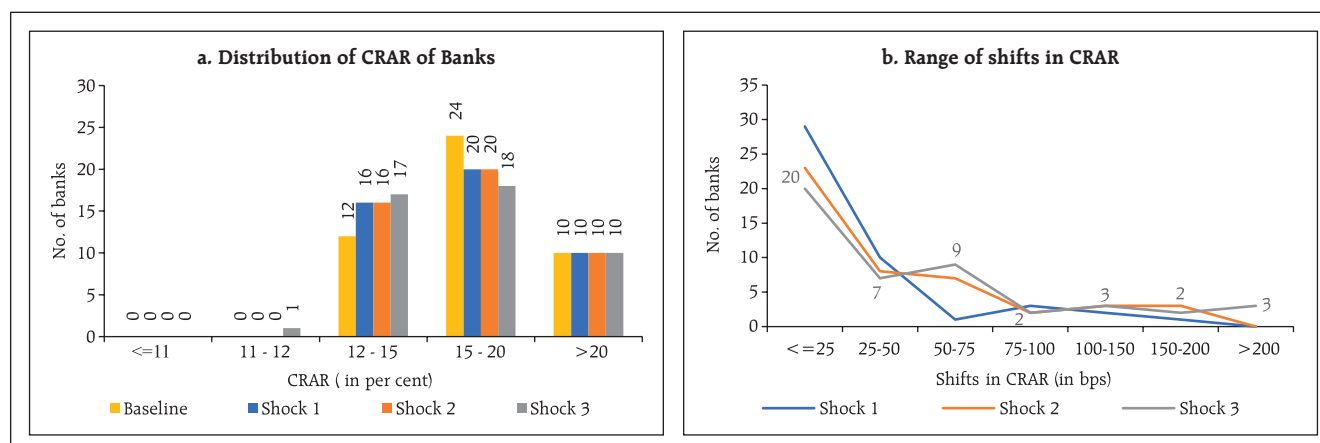 a. Distribution of CRAR of Banks
No. of banks
30
25
20
15
10
5
0
0 0 0 0
0 0 0 1
12 16 16 17
24 20 20 18
10 10 10 10
<=11 11 - 12 12 - 15 15 - 20 >20
CRAR ( in per cent)
Baseline Shock 1 Shock 2 Shock 3
b. Range of shifts in CRAR
No. of banks
35
30
25
20
15
10
5
0
20 7 9 2 3 2 3
<=25 25-50 50-75 75-100 100-150 150-200 >200
Shifts in CRAR (in bps)
Shock 1 Shock 2 Shock 3